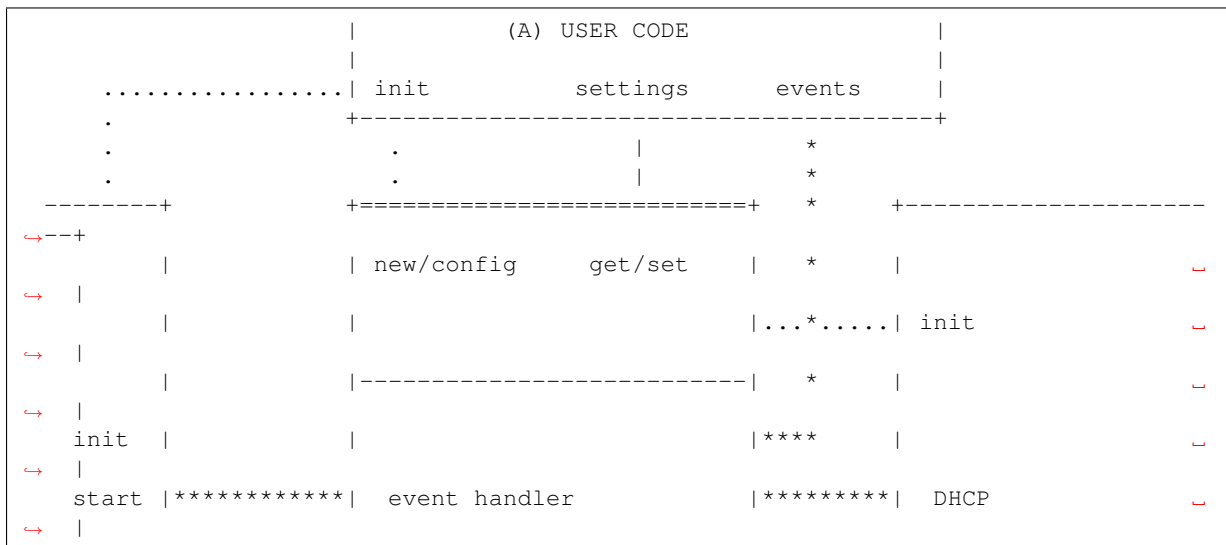 |          (A) USER CODE                 |
                       |                                        |
      .................| init          settings      events     |
      .                +----------------------------------------+
      .                   .                |           *
      .                   .                |           *
  --------+            +===========================+   *     +---------------------
↪--+
          |            | new/config     get/set    |   *     |                    ␣
↪  |
          |            |                           |...*.....| init               ␣
↪  |
          |            |---------------------------|   *     |                    ␣
↪  |
    init  |            |                           |****     |                    ␣
↪  |
    start |************|  event handler            |*********|  DHCP              ␣
↪  |